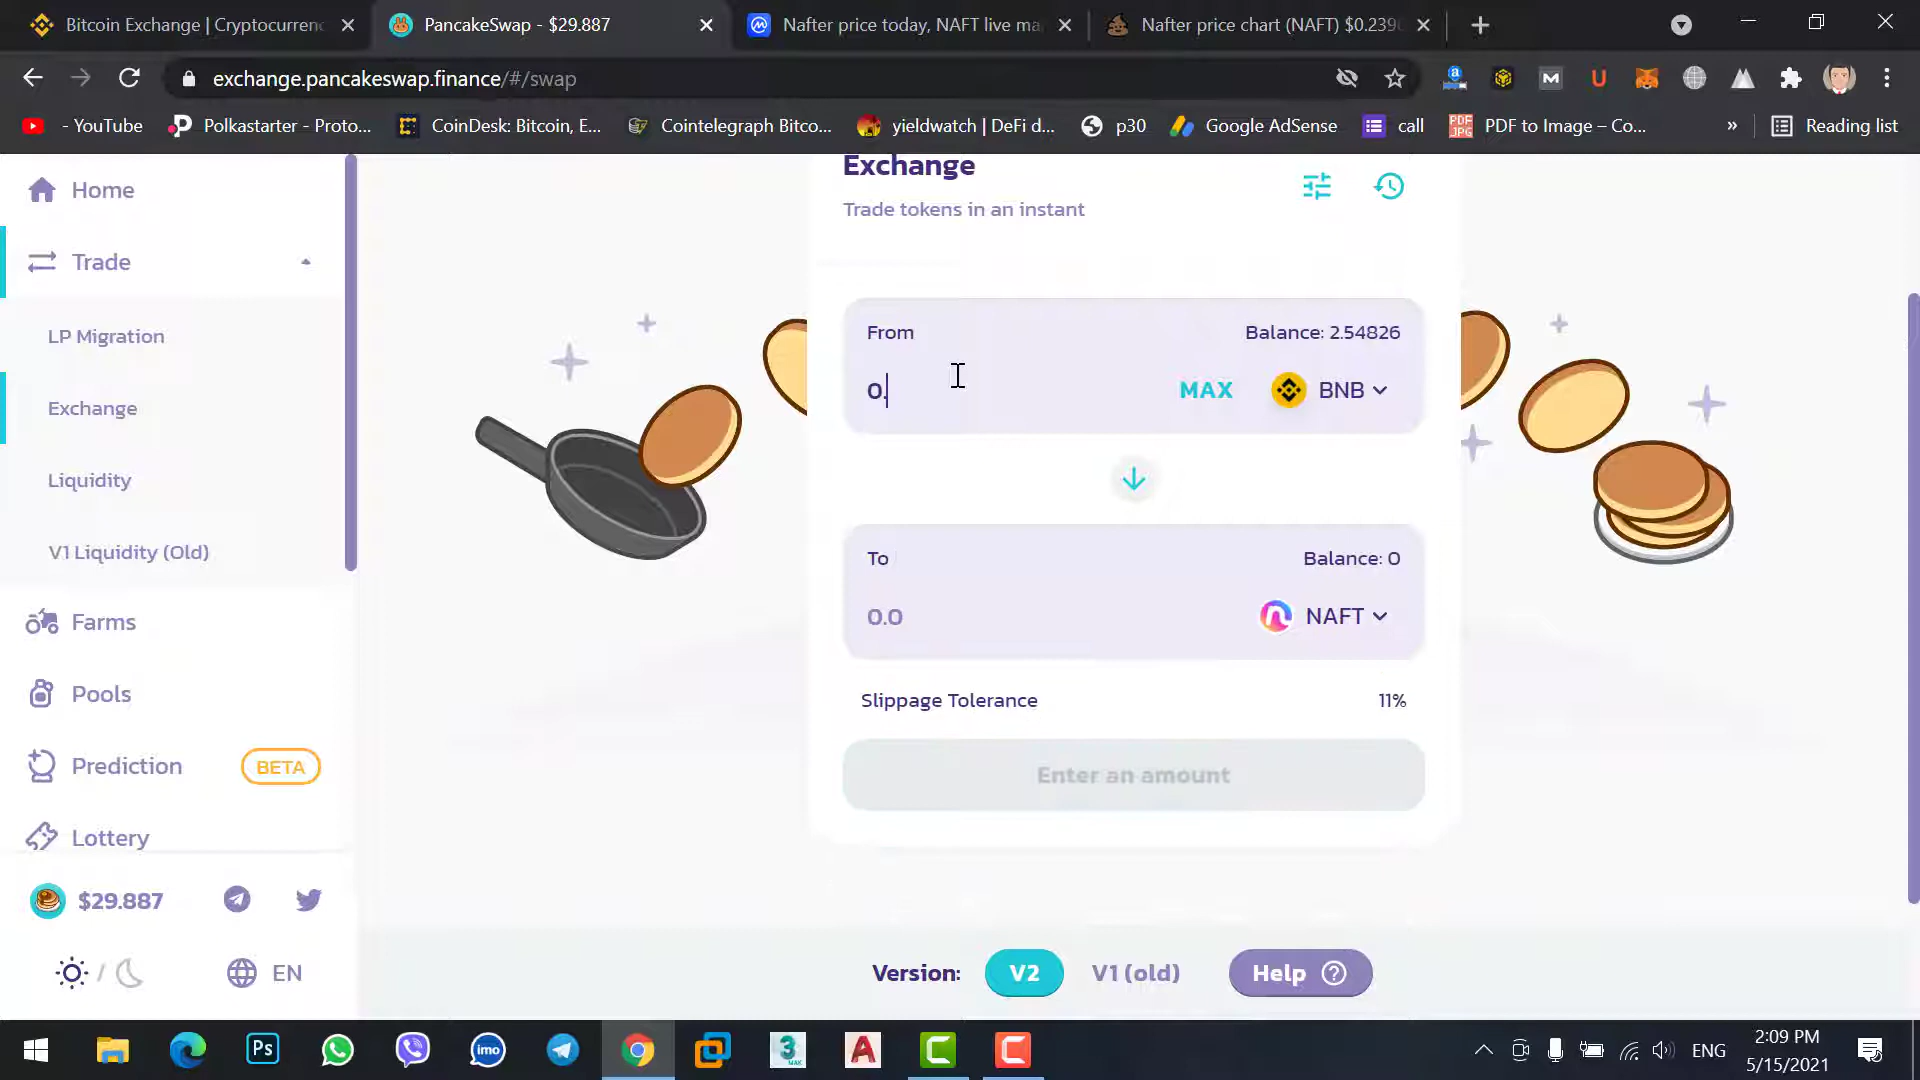 Bitcoin Exchange | Cryptocurrenc
PancakeSwap - $29.887
Nafter price today, NAFT live ma
Nafter price chart (NAFT) $0.239
exchange.pancakeswap.finance/#/swap
- YouTube
Polkastarter - Proto...
CoinDesk: Bitcoin, E...
Cointelegraph Bitco...
yieldwatch | DeFi d...
p30
Google AdSense
call
PDF to Image – Co...
»
Reading list
Home
Trade
LP Migration
Exchange
Liquidity
V1 Liquidity (Old)
Farms
Pools
Prediction
BETA
Lottery
$29.887
/
EN
Exchange
Trade tokens in an instant
From
Balance: 2.54826
0.
MAX
BNB
To
Balance: 0
0.0
NAFT
Slippage Tolerance
11%
Enter an amount
Version:
V2
V1 (old)
Help ?
Ps
imo
3
MAX
A
C
C
ENG
2:09 PM
5/15/2021